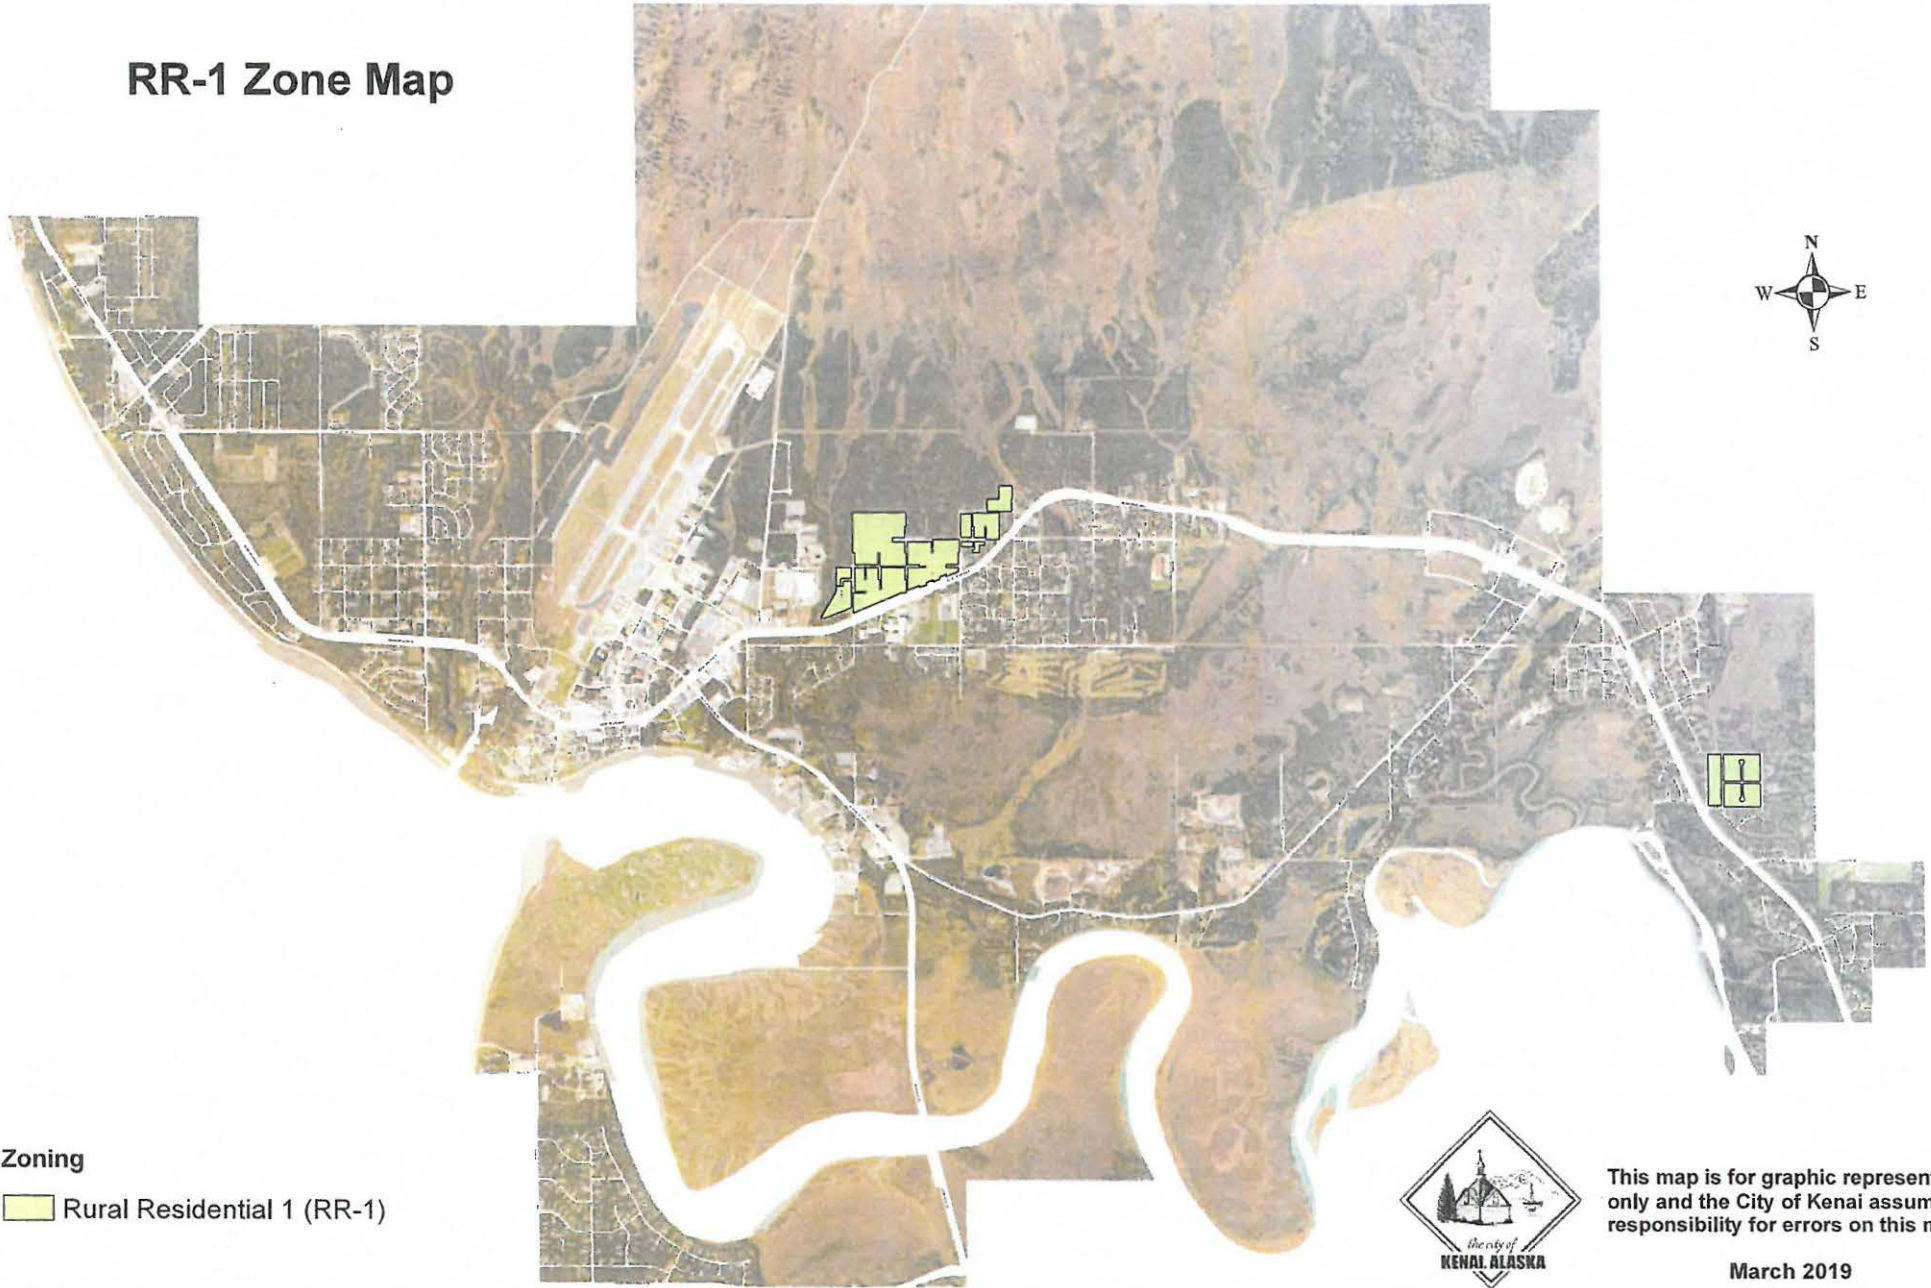 RR-1 Zone Map
N
W E
S
Zoning
Rural Residential 1 (RR-1)
the city of
KENAI, ALASKA
This map is for graphic represen
only and the City of Kenai assum
responsibility for errors on this m
March 2019